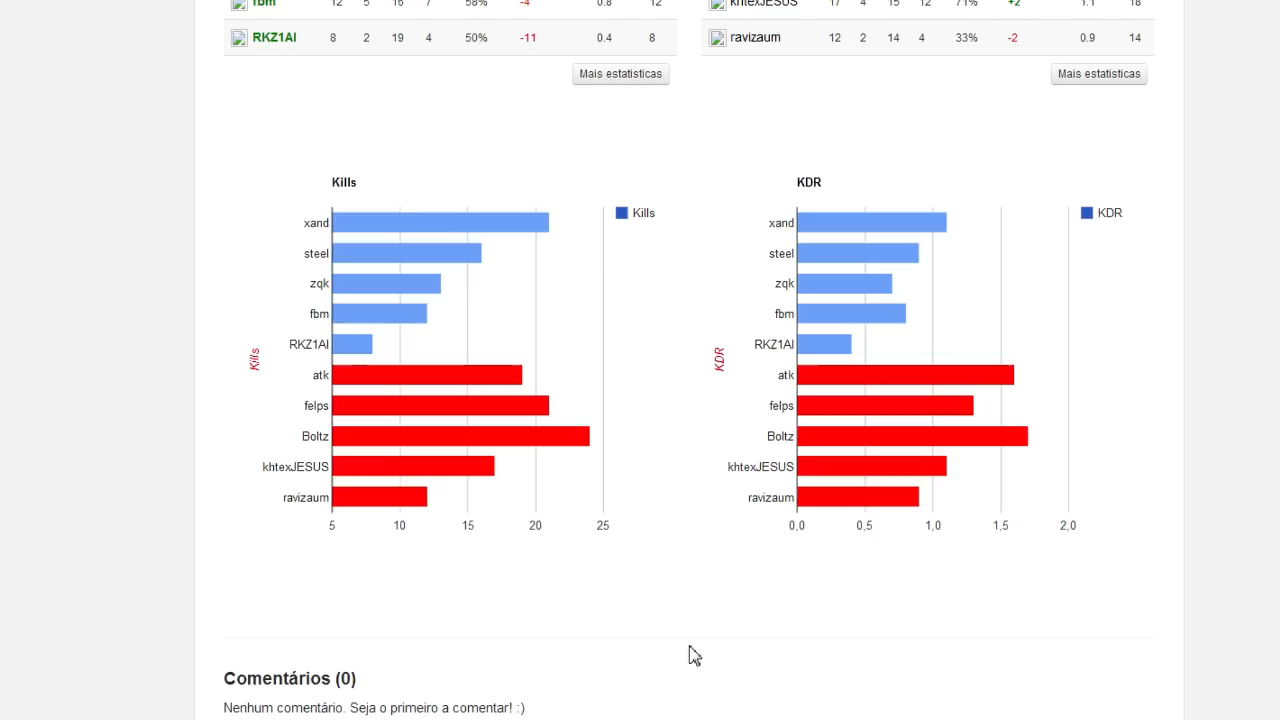 fbm 12 5 16 7 58% -4 0.8 12
khtexJESUS 17 4 15 12 71% +2 1.1 18
RKZ1AI 8 2 19 4 50% -11 0.4 8
ravizaum 12 2 14 4 33% -2 0.9 14
Mais estatisticas
Mais estatisticas
Kills
Kills
xand
steel
zqk
fbm
RKZ1AI
atk
felps
Boltz
khtexJESUS
ravizaum
Kills
5 10 15 20 25
KDR
KDR
xand
steel
zqk
fbm
RKZ1AI
atk
felps
Boltz
khtexJESUS
ravizaum
KDR
0,0 0,5 1,0 1,5 2,0
Comentários (0)
Nenhum comentário. Seja o primeiro a comentar! :)